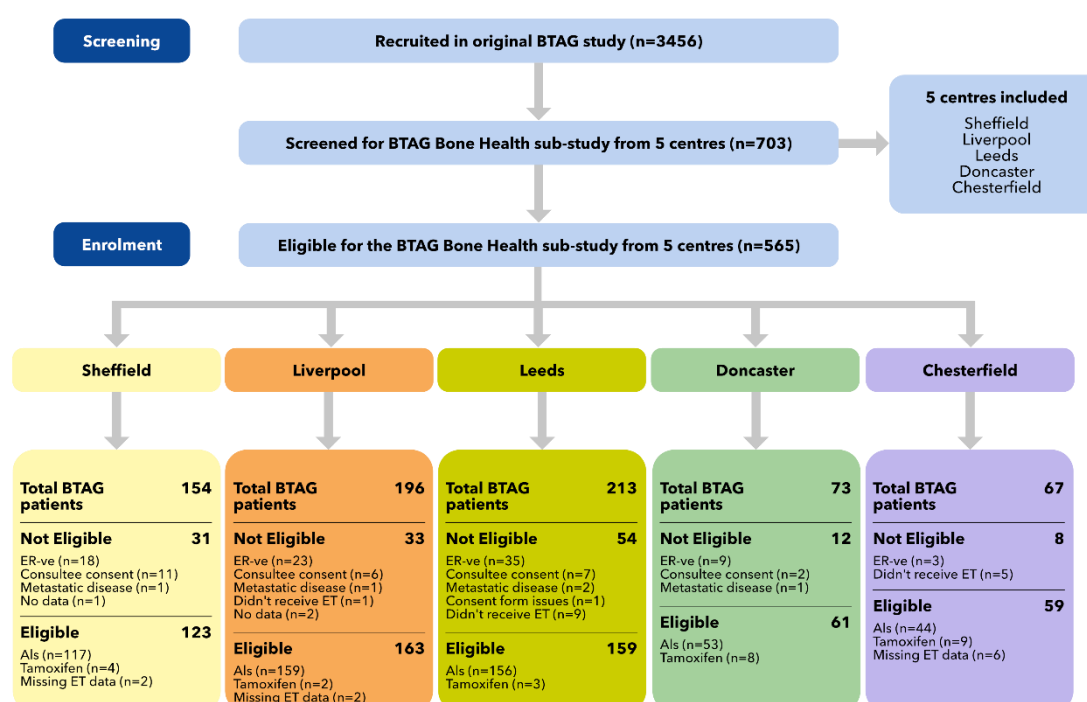 Screening
Recruited in original BTAG study (n=3456)
5 centres included
Sheffield
Liverpool
Leeds
Doncaster
Chesterfield
Screened for BTAG Bone Health sub-study from 5 centres (n=703)
Enrolment
Eligible for the BTAG Bone Health sub-study from 5 centres (n=565)
Sheffield
Liverpool
Leeds
Doncaster
Chesterfield
Total BTAG 154
patients
Not Eligible 31
ER-ve (n=18)
Consultee consent (n=11)
Metastatic disease (n=1)
No data (n=1)
Eligible 123
AIs (n=117)
Tamoxifen (n=4)
Missing ET data (n=2)
Total BTAG 196
patients
Not Eligible 33
ER-ve (n=23)
Consultee consent (n=6)
Metastatic disease (n=1)
Didn't receive ET (n=1)
No data (n=2)
Eligible 163
AIs (n=159)
Tamoxifen (n=2)
Missing ET data (n=2)
Total BTAG 213
patients
Not Eligible 54
ER-ve (n=35)
Consultee consent (n=7)
Metastatic disease (n=2)
Consent form issues (n=1)
Didn't receive ET (n=9)
Eligible 159
AIs (n=156)
Tamoxifen (n=3)
Total BTAG 73
patients
Not Eligible 12
ER-ve (n=9)
Consultee consent (n=2)
Metastatic disease (n=1)
Eligible 61
AIs (n=53)
Tamoxifen (n=8)
Total BTAG 67
patients
Not Eligible 8
ER-ve (n=3)
Didn't receive ET (n=5)
Eligible 59
AIs (n=44)
Tamoxifen (n=9)
Missing ET data (n=6)